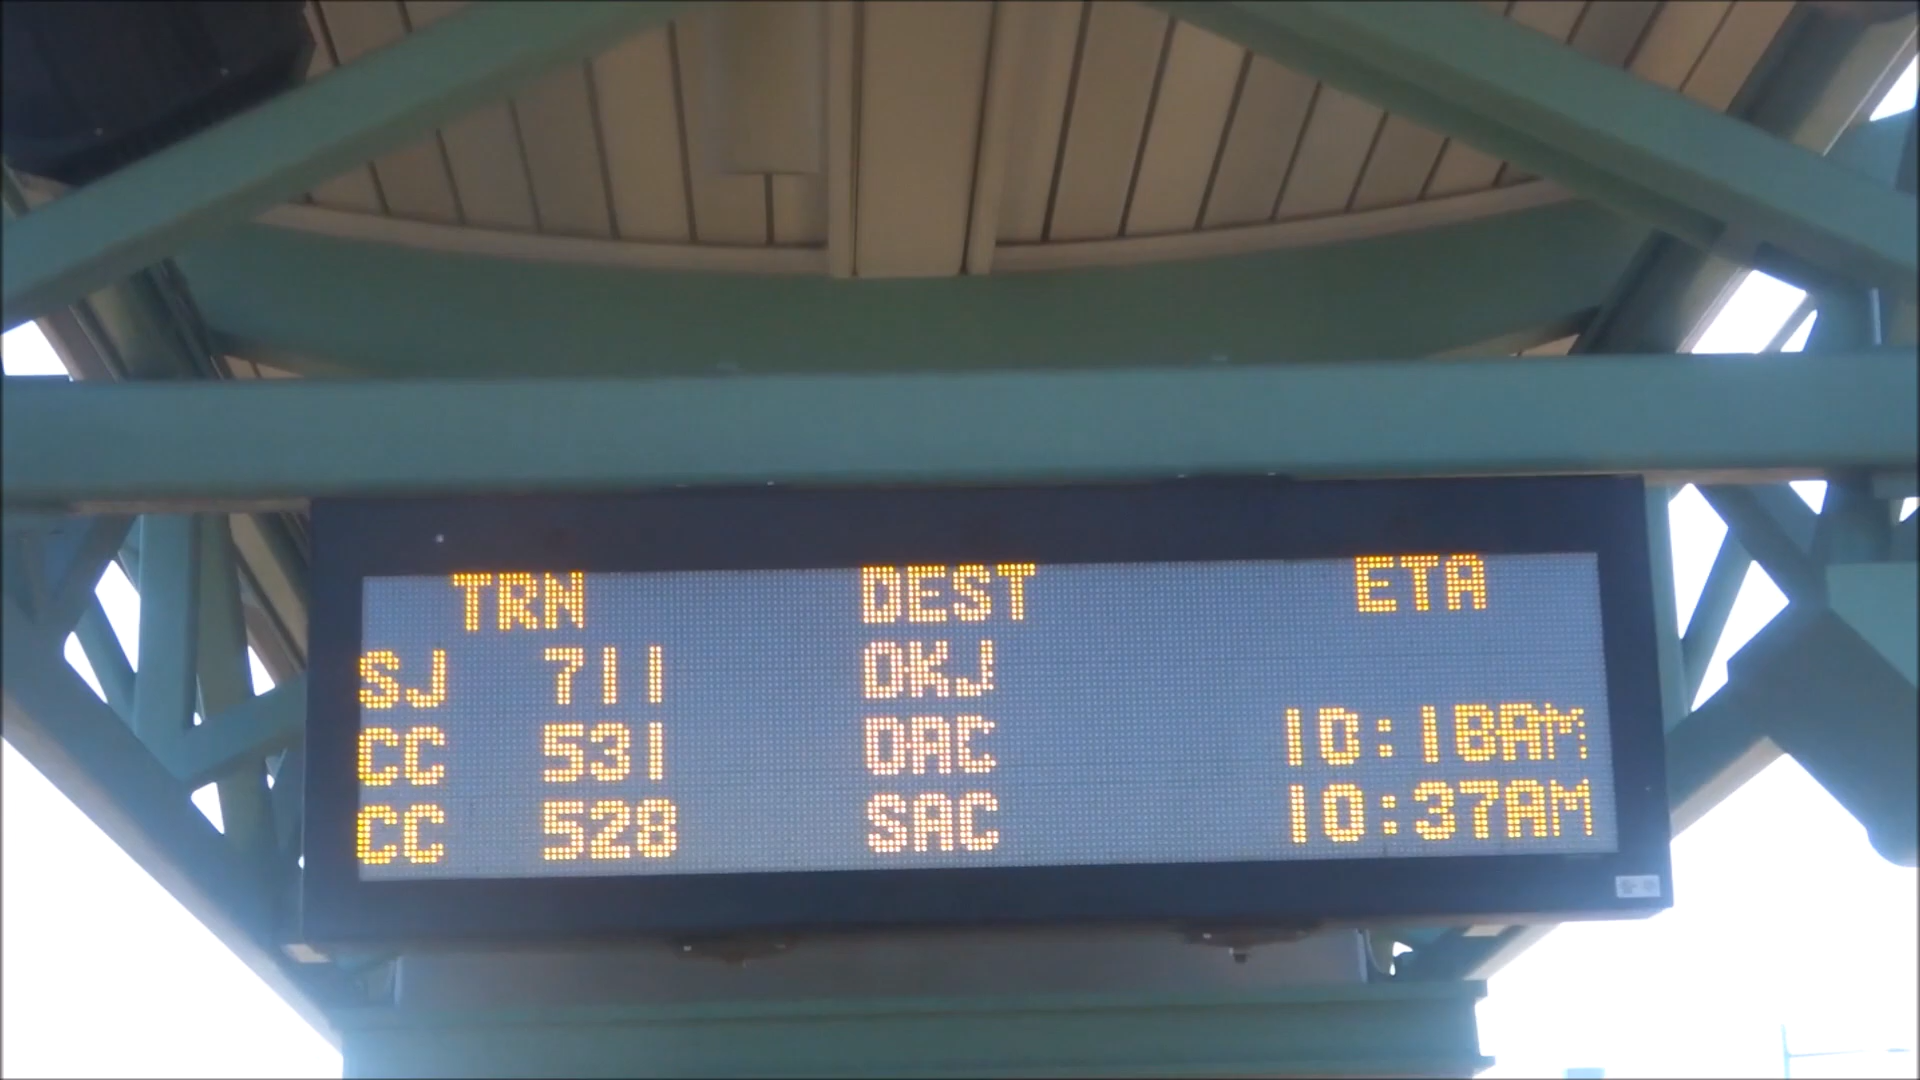 TRN DEST ETA
SJ 711 OKJ
CC 531 OAC 10:18AM
CC 528 SAC 10:37AM